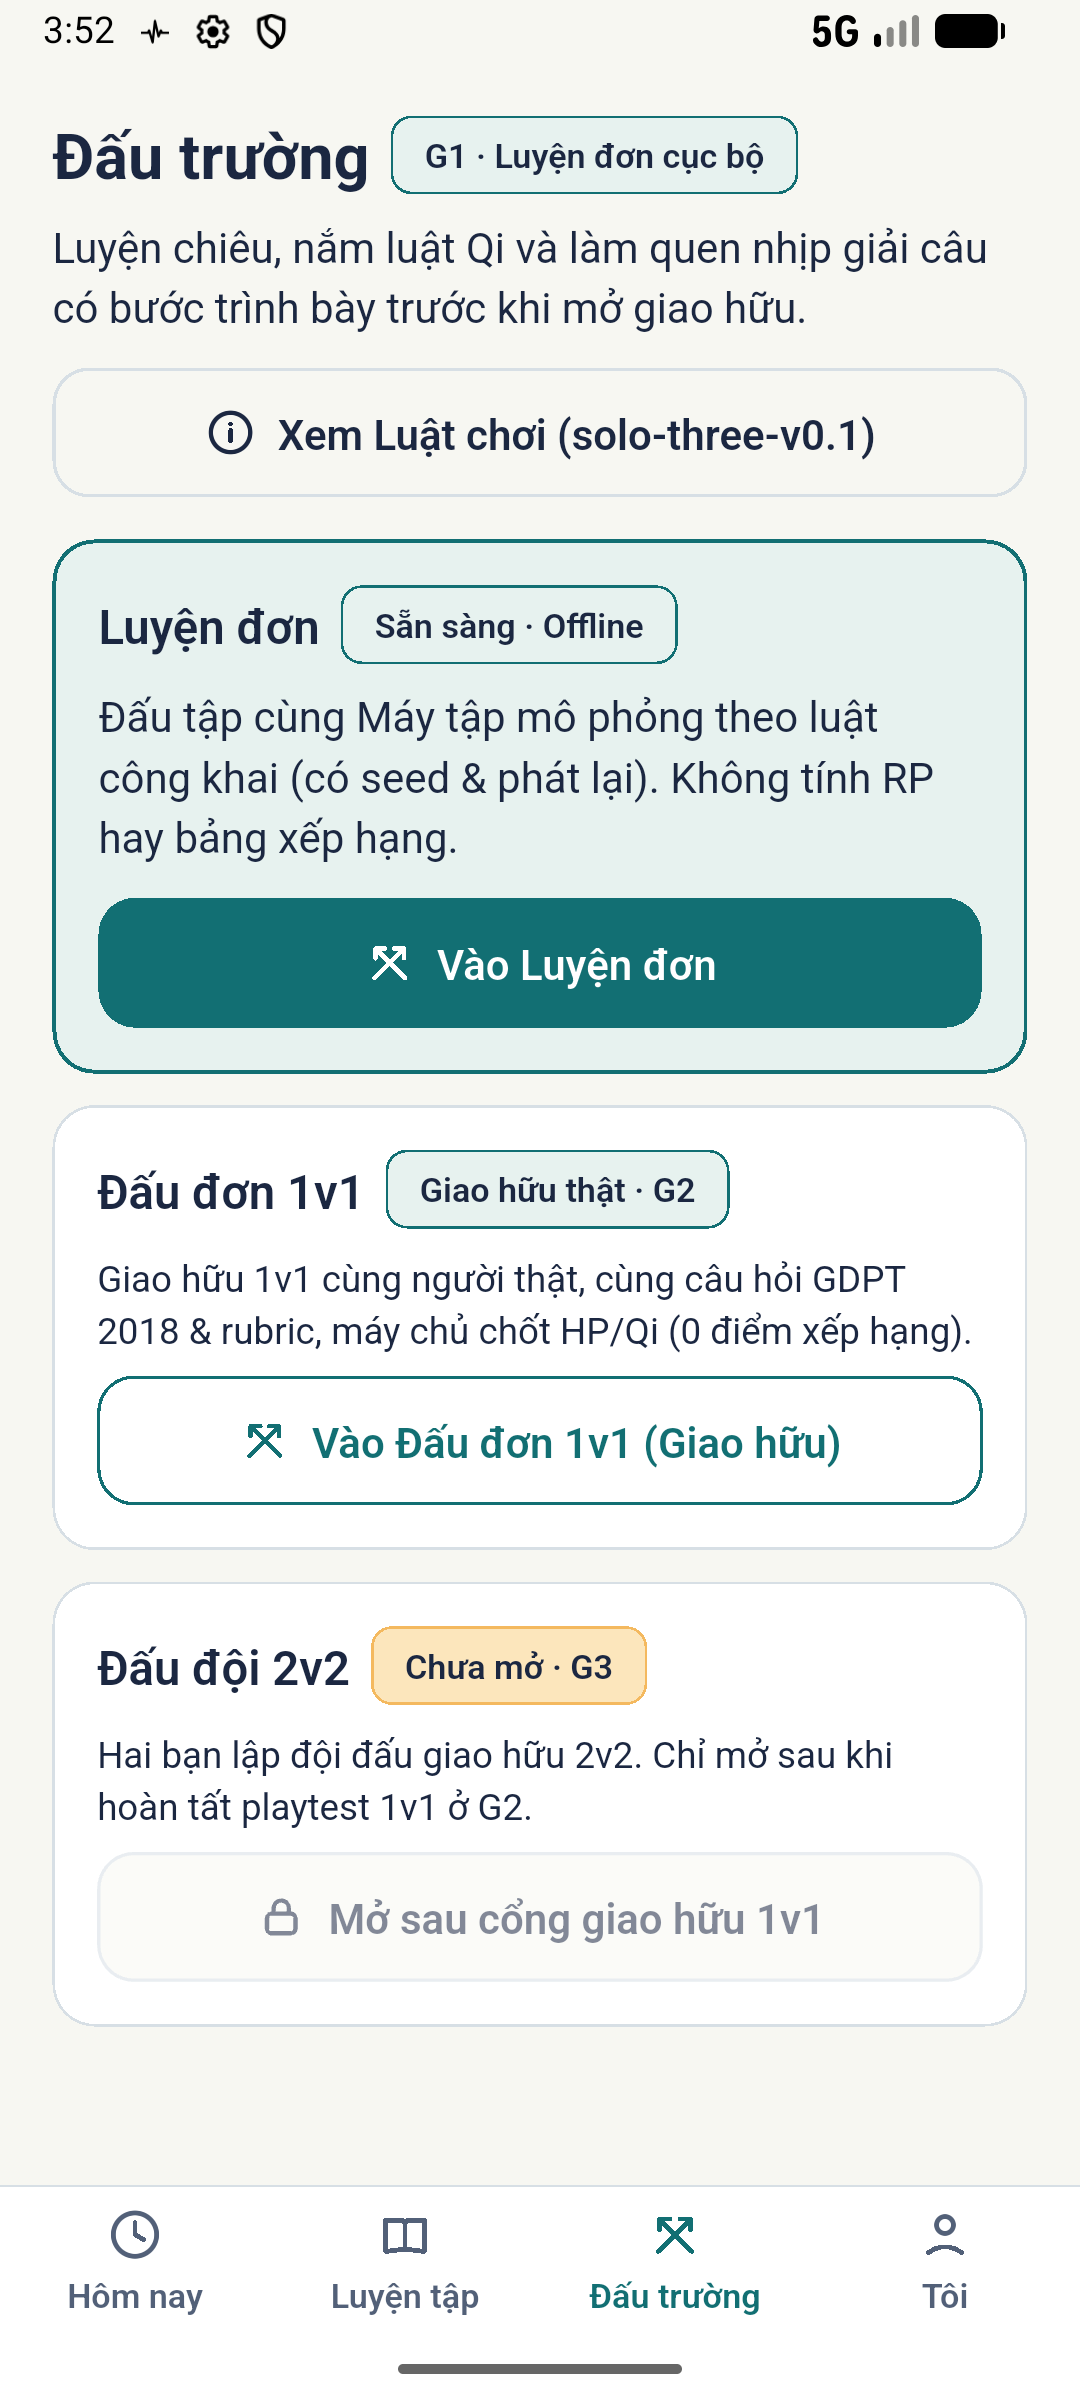 3:52
5G
Đấu trường
G1 · Luyện đơn cục bộ
Luyện chiêu, nắm luật Qi và làm quen nhịp giải câu
có bước trình bày trước khi mở giao hữu.
Xem Luật chơi (solo-three-v0.1)
Luyện đơn
Sẵn sàng · Offline
Đấu tập cùng Máy tập mô phỏng theo luật
công khai (có seed & phát lại). Không tính RP
hay bảng xếp hạng.
Vào Luyện đơn
Đấu đơn 1v1
Giao hữu thật · G2
Giao hữu 1v1 cùng người thật, cùng câu hỏi GDPT
2018 & rubric, máy chủ chốt HP/Qi (0 điểm xếp hạng).
Vào Đấu đơn 1v1 (Giao hữu)
Đấu đội 2v2
Chưa mở · G3
Hai bạn lập đội đấu giao hữu 2v2. Chỉ mở sau khi
hoàn tất playtest 1v1 ở G2.
Mở sau cổng giao hữu 1v1
Hôm nay
Luyện tập
Đấu trường
Tôi